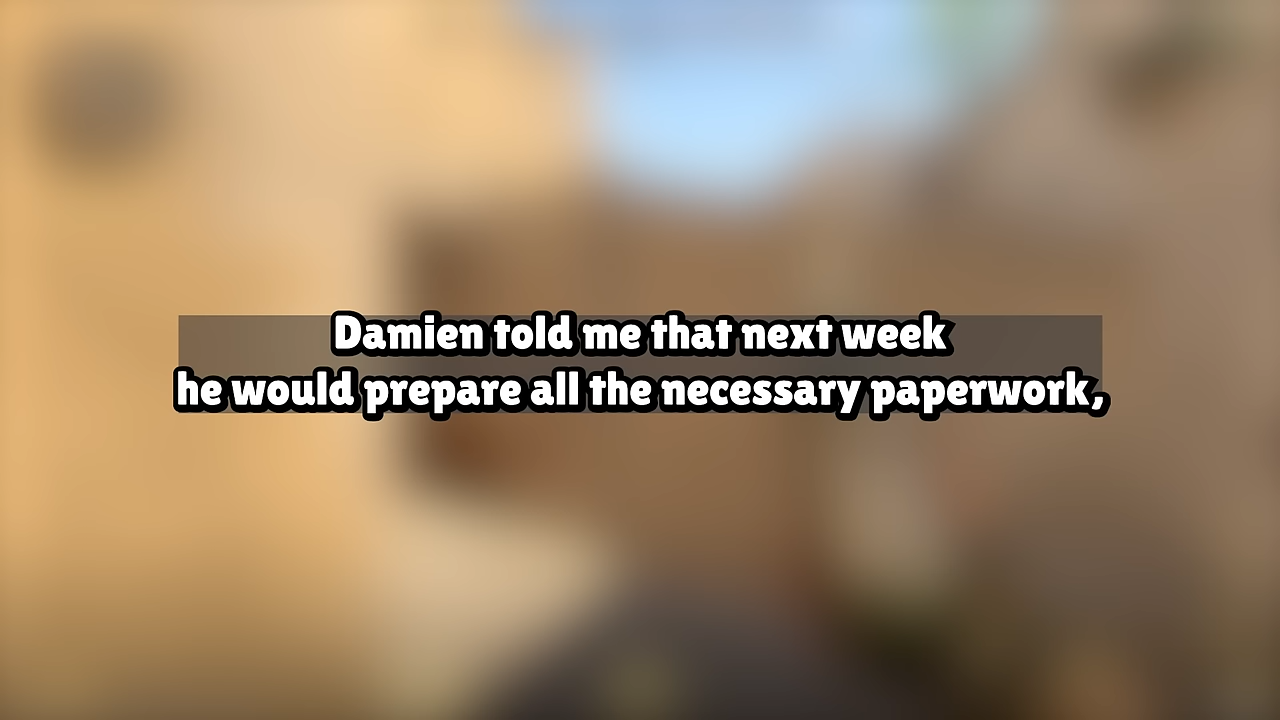 Damien told me that next week
he would prepare all the necessary paperwork,